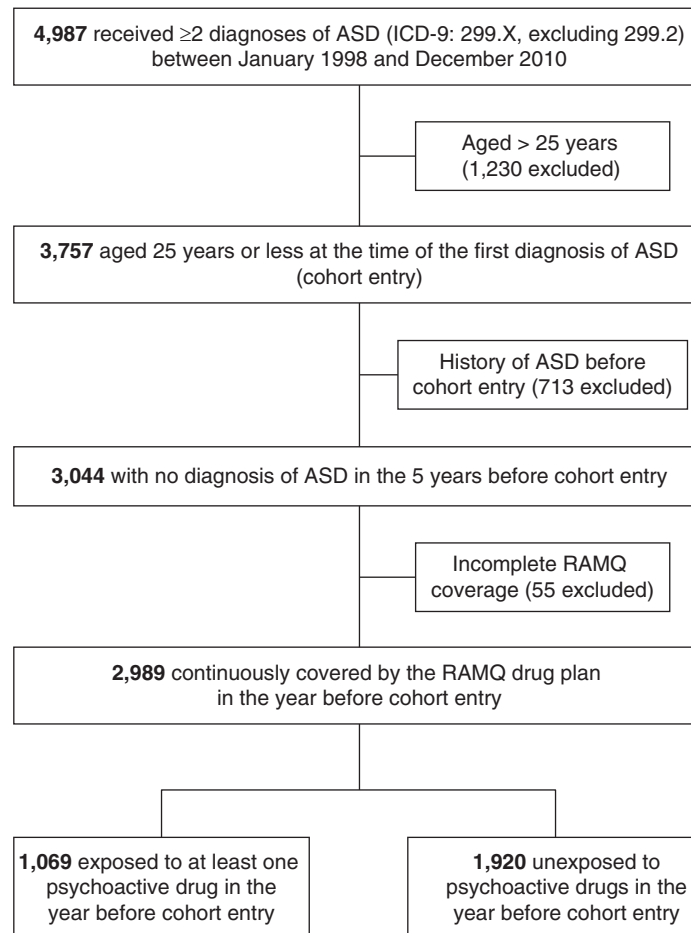 4,987 received ≥2 diagnoses of ASD (ICD-9: 299.X, excluding 299.2)
between January 1998 and December 2010
Aged > 25 years
(1,230 excluded)
3,757 aged 25 years or less at the time of the first diagnosis of ASD
(cohort entry)
History of ASD before
cohort entry (713 excluded)
3,044 with no diagnosis of ASD in the 5 years before cohort entry
Incomplete RAMQ
coverage (55 excluded)
2,989 continuously covered by the RAMQ drug plan
in the year before cohort entry
1,069 exposed to at least one
psychoactive drug in the
year before cohort entry
1,920 unexposed to
psychoactive drugs in the
year before cohort entry